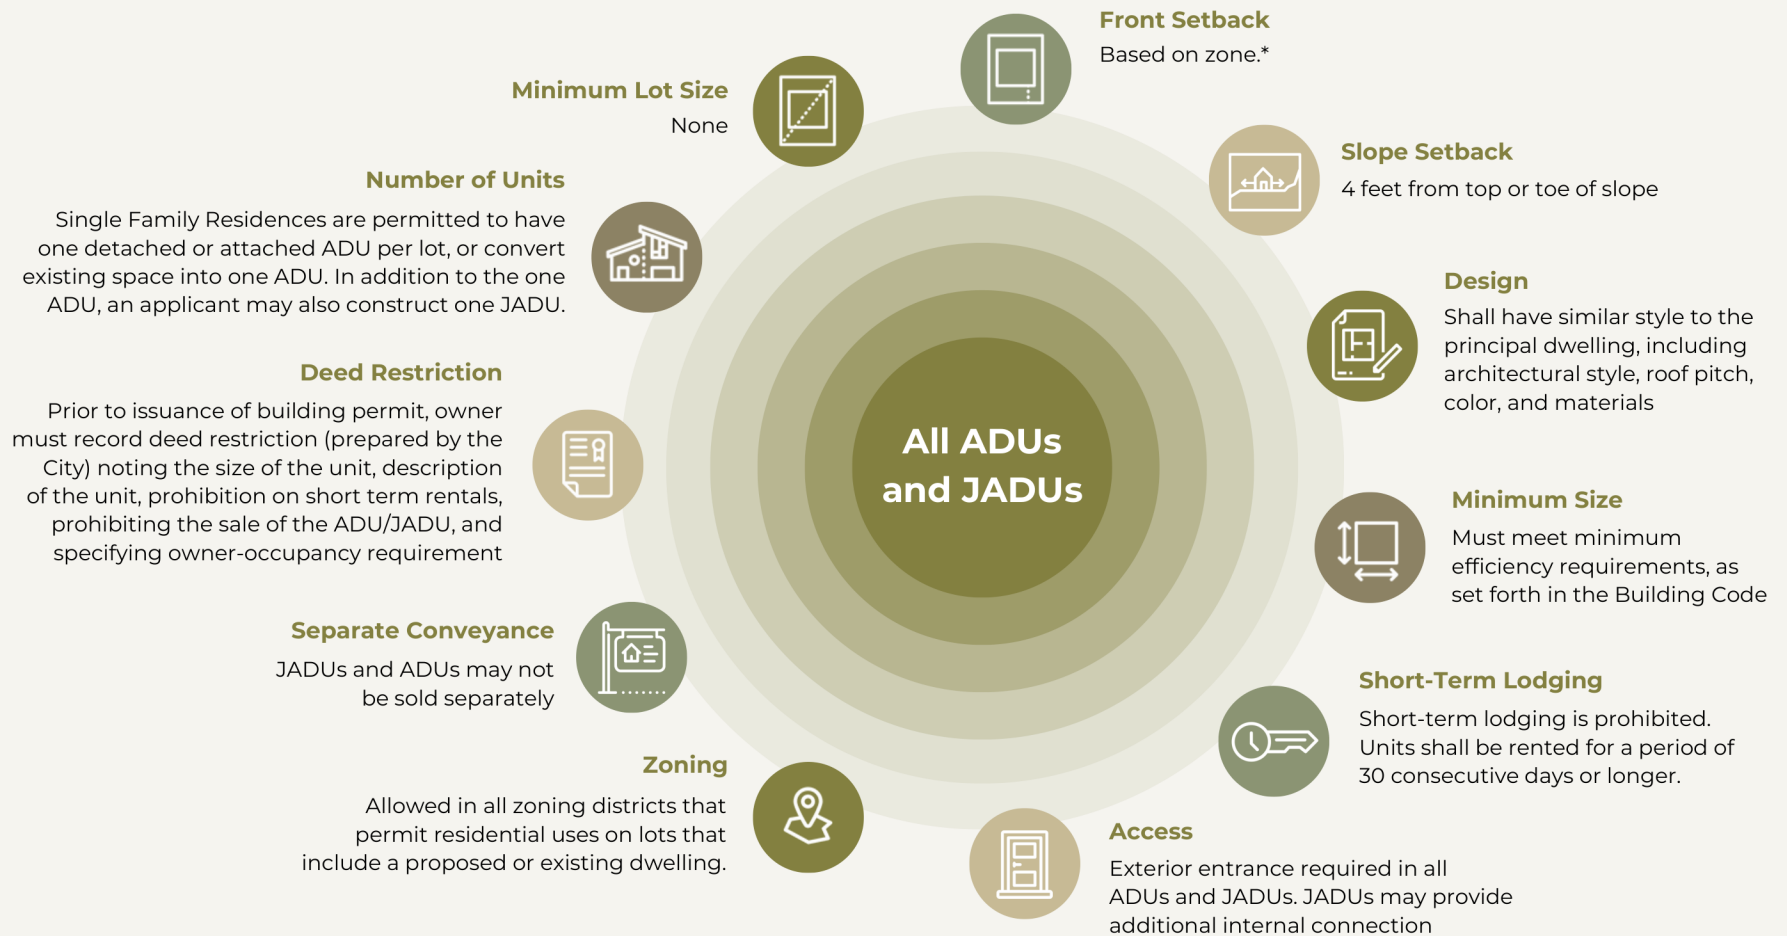 Front Setback
Based on zone.*
Minimum Lot Size
None
Slope Setback
4 feet from top or toe of slope
Number of Units
Single Family Residences are permitted to have
one detached or attached ADU per lot, or convert
existing space into one ADU. In addition to the one
ADU, an applicant may also construct one JADU.
Design
Shall have similar style to the
principal dwelling, including
architectural style, roof pitch,
color, and materials
Deed Restriction
Prior to issuance of building permit, owner
must record deed restriction (prepared by the
City) noting the size of the unit, description
of the unit, prohibition on short term rentals,
prohibiting the sale of the ADU/JADU, and
specifying owner-occupancy requirement
All ADUs
and JADUs
Minimum Size
Must meet minimum
efficiency requirements, as
set forth in the Building Code
Separate Conveyance
JADUs and ADUs may not
be sold separately
Short-Term Lodging
Short-term lodging is prohibited.
Units shall be rented for a period of
30 consecutive days or longer.
Zoning
Allowed in all zoning districts that
permit residential uses on lots that
include a proposed or existing dwelling.
Access
Exterior entrance required in all
ADUs and JADUs. JADUs may provide
additional internal connection